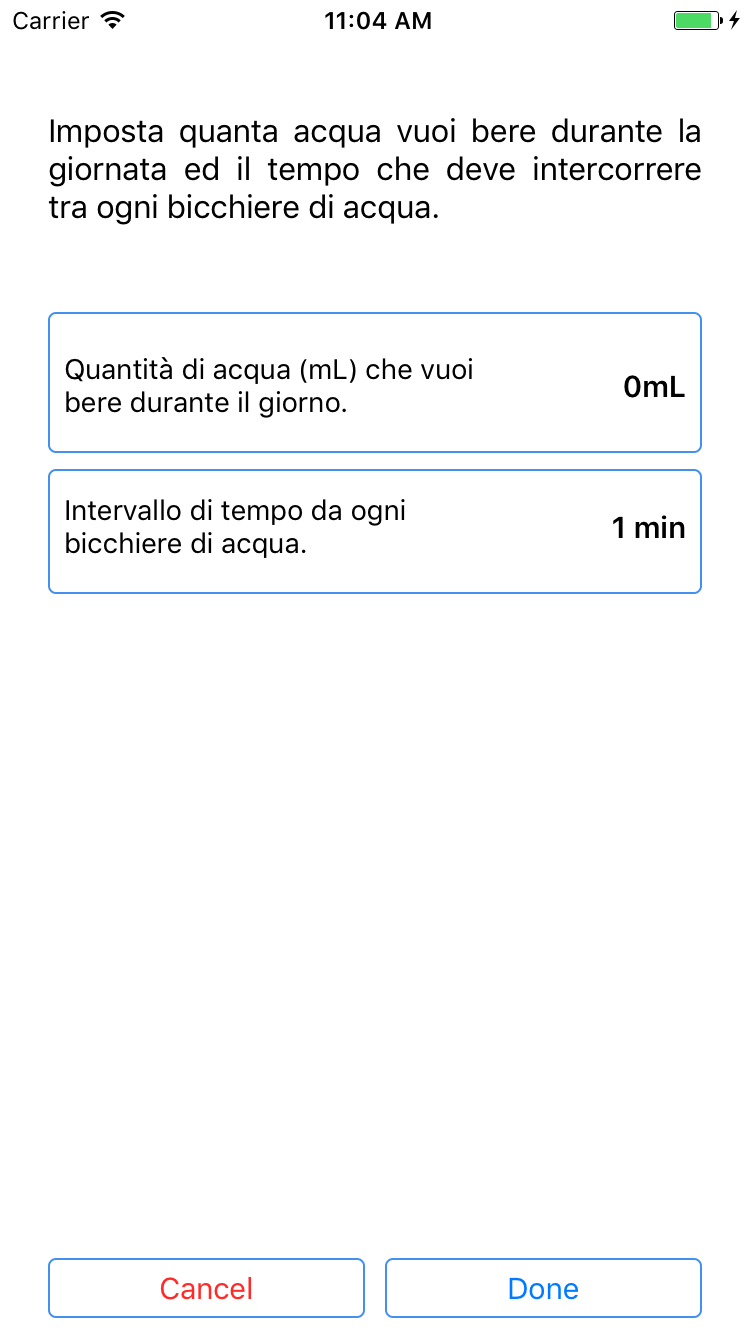 Carrier 11:04 AM
Imposta quanta acqua vuoi bere durante la
giornata ed il tempo che deve intercorrere
tra ogni bicchiere di acqua.
Quantità di acqua (mL) che vuoi
bere durante il giorno.
0mL
Intervallo di tempo da ogni
bicchiere di acqua.
1 min
Cancel Done